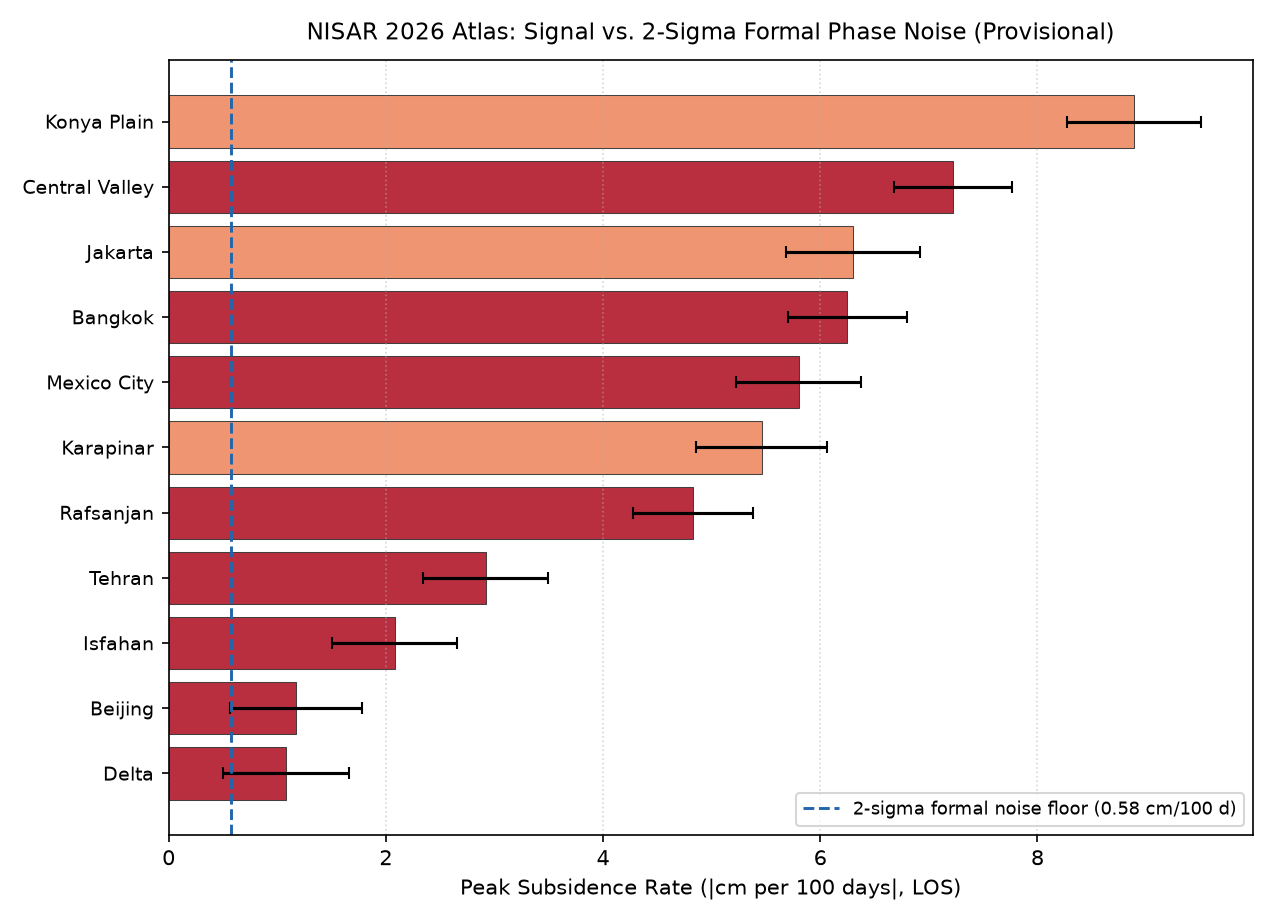 NISAR 2026 Atlas: Signal vs. 2-Sigma Formal Phase Noise (Provisional)
Konya Plain
Central Valley
Jakarta
Bangkok
Mexico City
Karapinar
Rafsanjan
Tehran
Isfahan
Beijing
Delta
2-sigma formal noise floor (0.58 cm/100 d)
0 2 4 6 8
Peak Subsidence Rate (|cm per 100 days|, LOS)